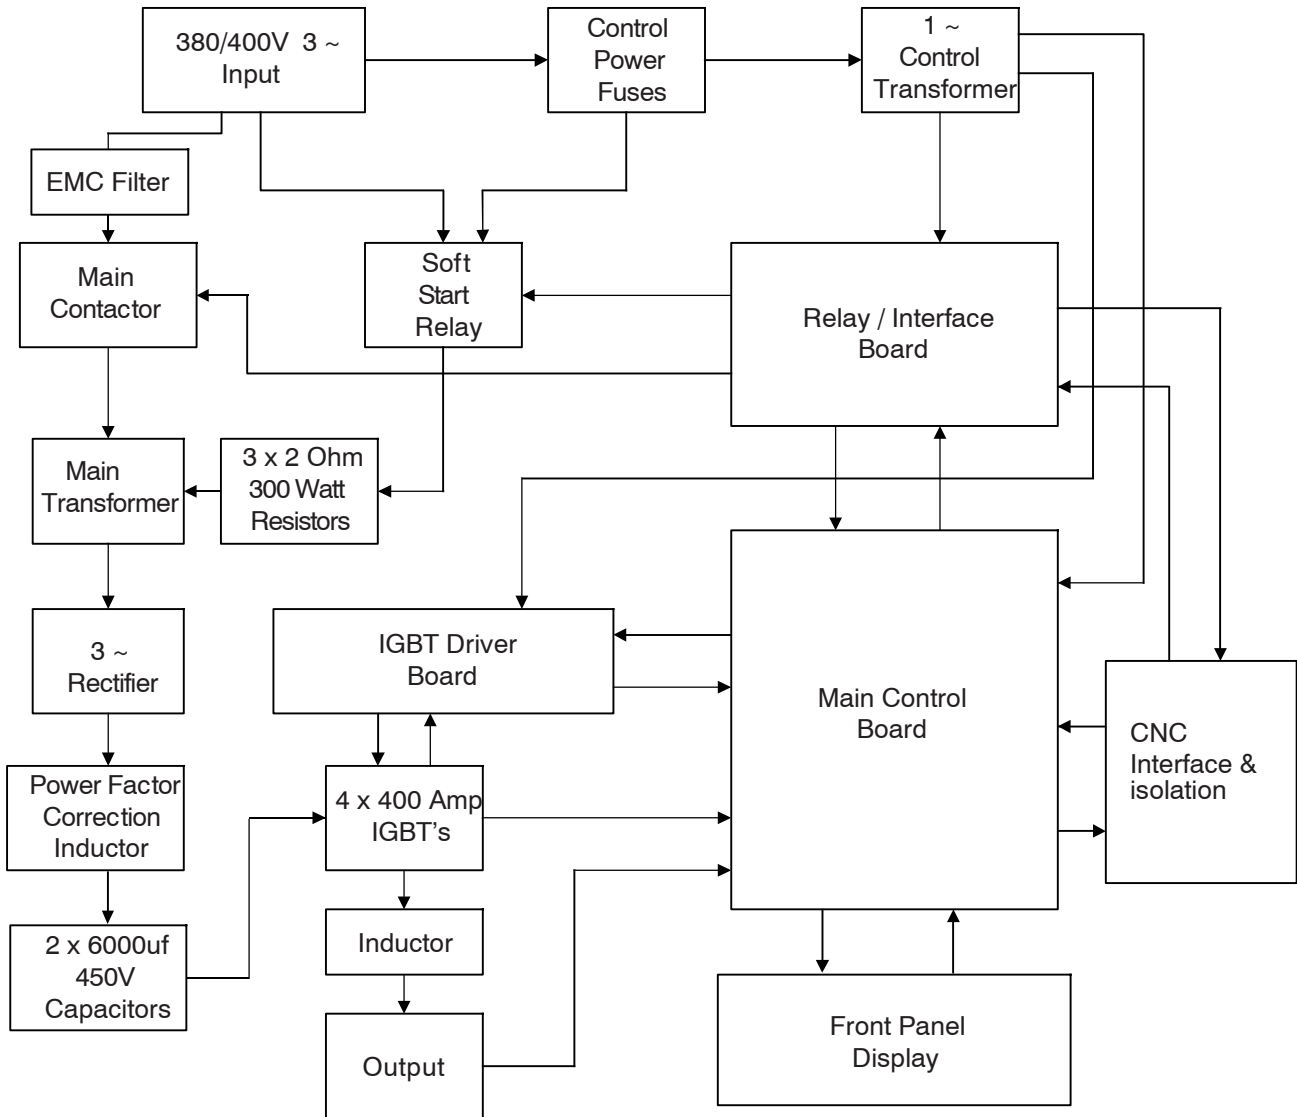 380/400V 3 ~
Input
Control
Power
Fuses
1 ~
Control
Transformer
EMC Filter
Main
Contactor
Soft
Start
Relay
Relay / Interface
Board
Main
Transformer
3 x 2 Ohm
300 Watt
Resistors
3 ~
Rectifier
IGBT Driver
Board
Main Control
Board
CNC
Interface &
isolation
Power Factor
Correction
Inductor
4 x 400 Amp
IGBT's
2 x 6000uf
450V
Capacitors
Inductor
Output
Front Panel
Display